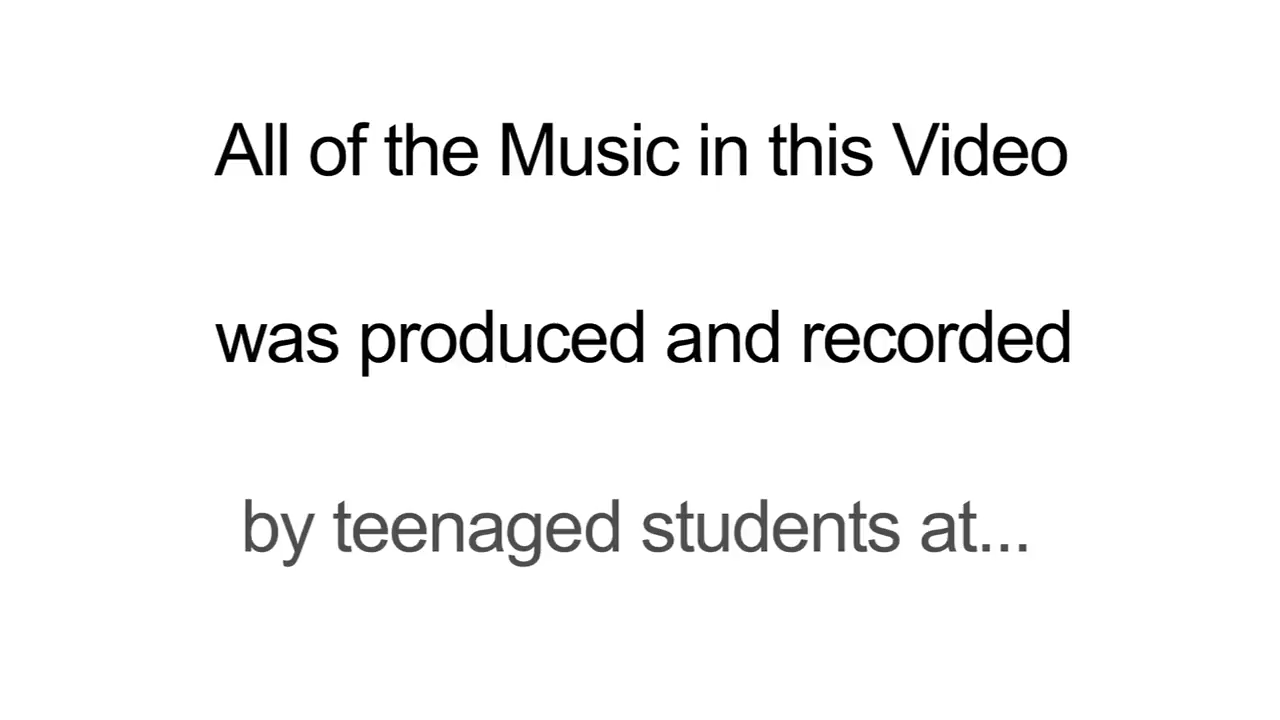 All of the Music in this Video
was produced and recorded
by teenaged students at...